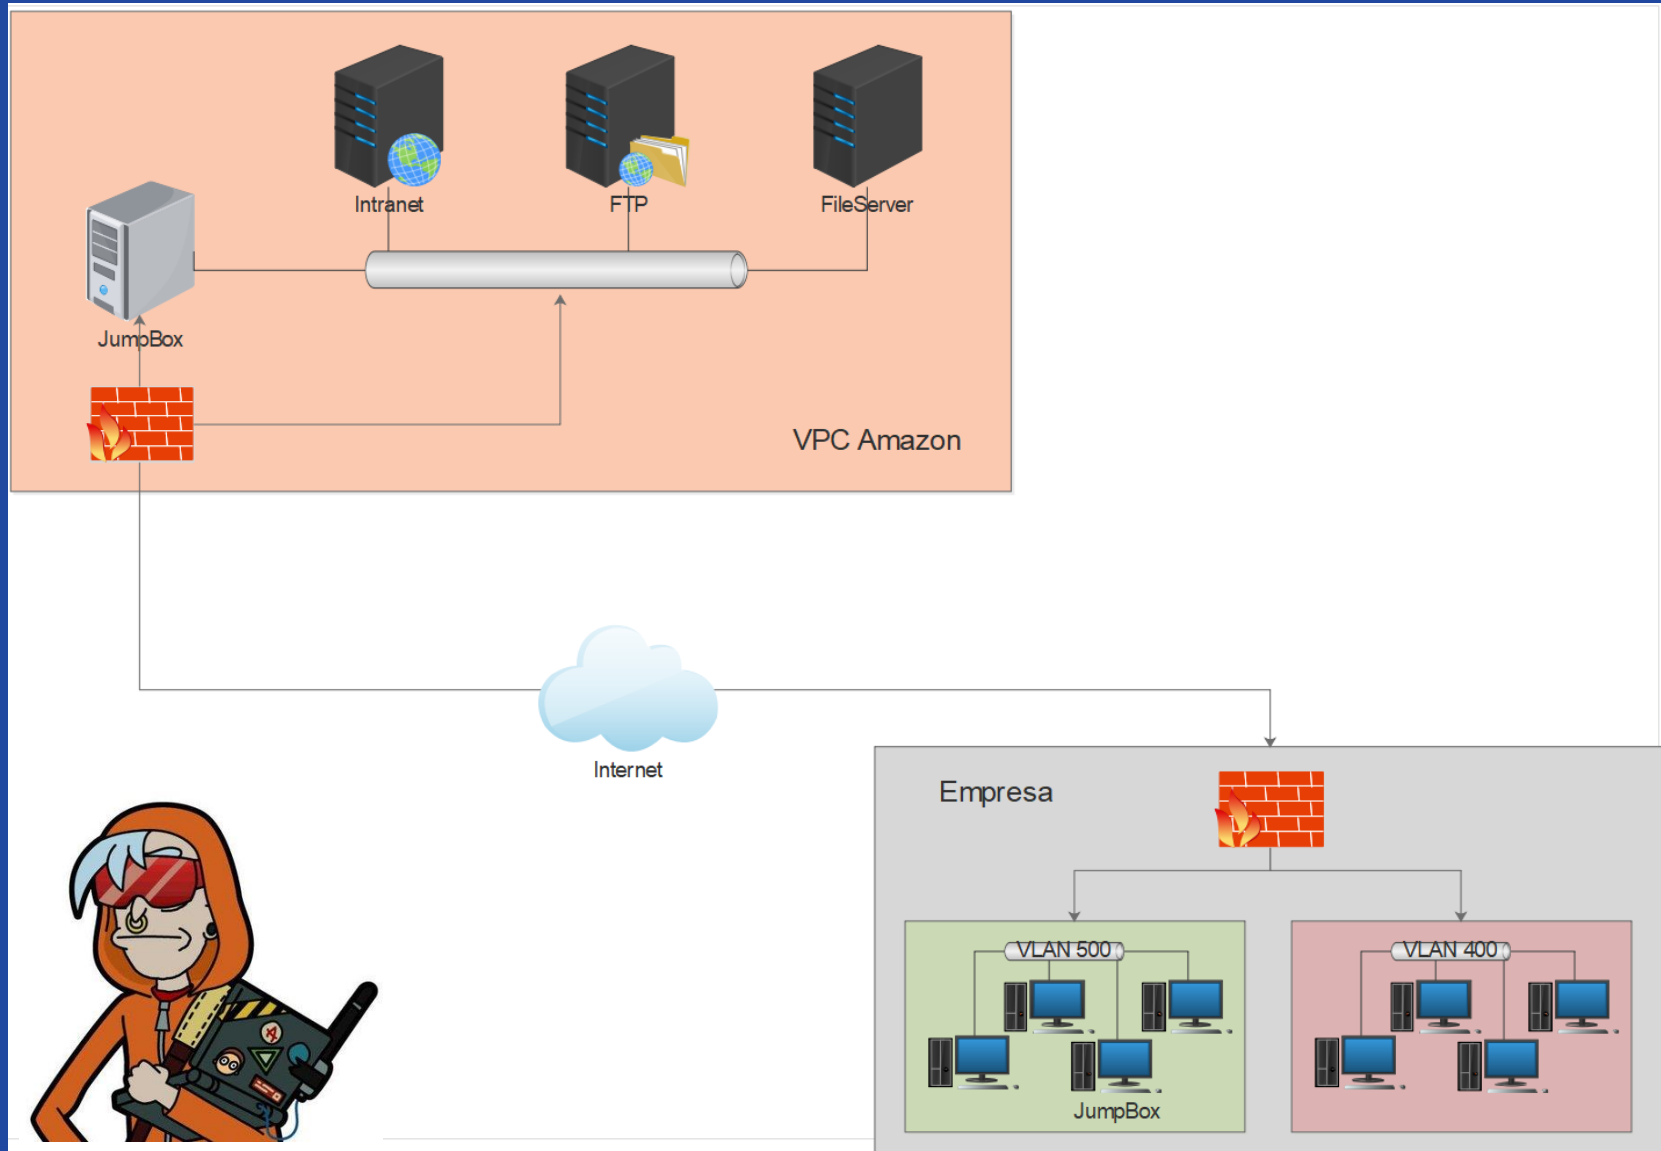 Intranet
FTP
FileServer
JumpBox
VPC Amazon
Internet
Empresa
VLAN 500
VLAN 400
JumpBox